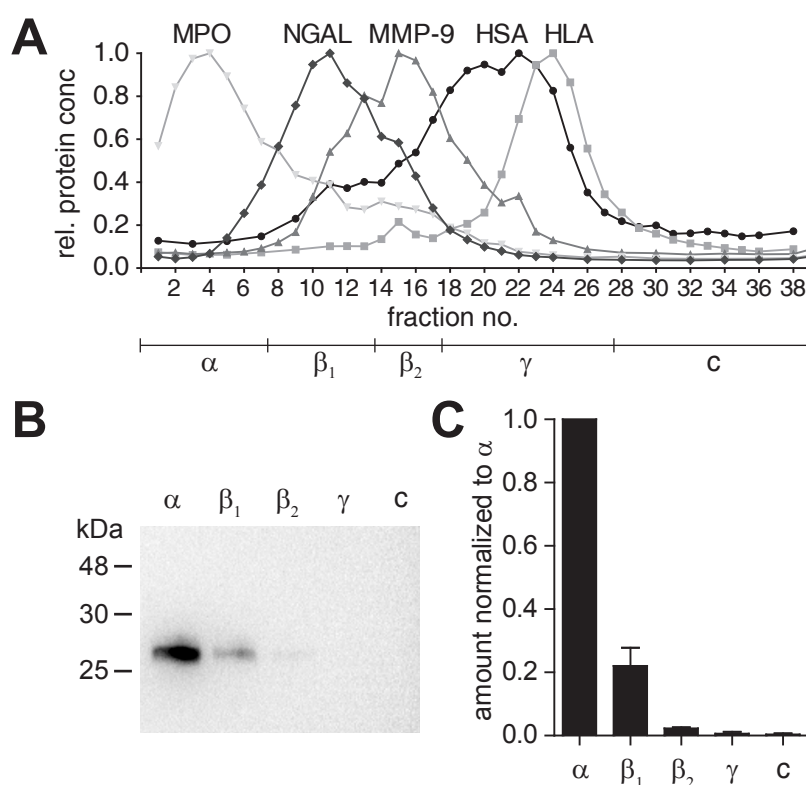 A
MPO NGAL MMP-9 HSA HLA
rel. protein conc
1.0
0.8
0.6
0.4
0.2
0.0
2 4 6 8 10 12 14 16 18 20 22 24 26 28 30 32 34 36 38
fraction no.
α β₁ β₂ γ c
B
α β₁ β₂ γ c
kDa
48
30
25
C
amount normalized to α
1.0
0.8
0.6
0.4
0.2
0.0
α β₁ β₂ γ c